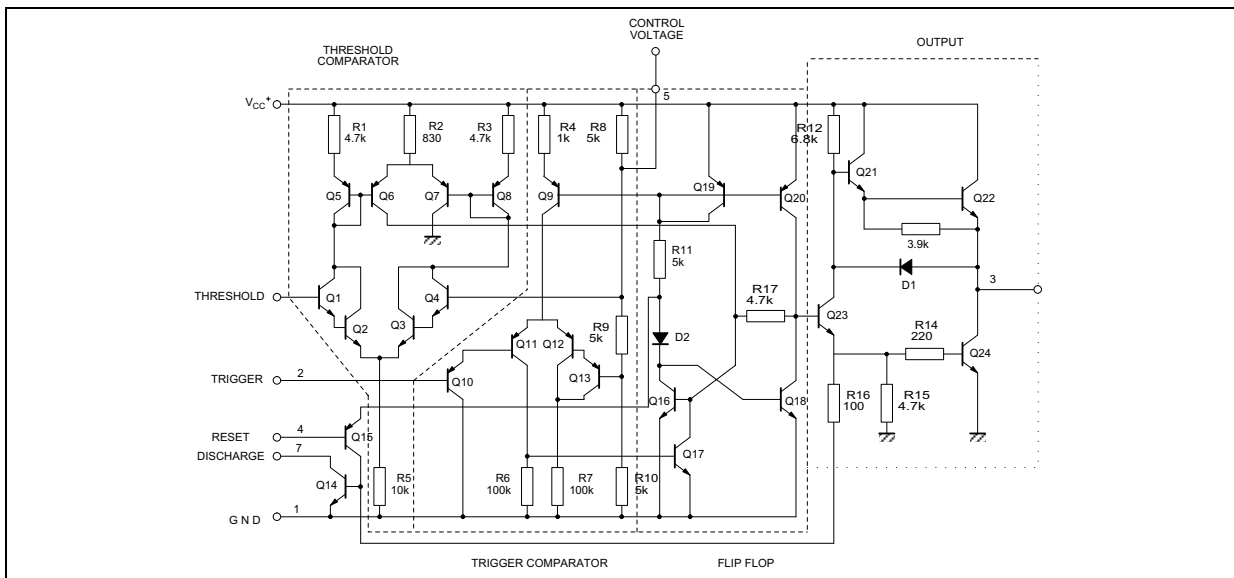 CONTROL
VOLTAGE
THRESHOLD
COMPARATOR
OUTPUT
5
VCC+
R1
4.7k
R2
830
R3
4.7k
R4
1k
R8
5k
R12
6.8k
Q5
Q6
Q7
Q8
Q9
Q19
Q20
Q21
Q22
3.9k
R11
5k
D1
3
THRESHOLD
Q1
Q2
Q3
Q4
R17
4.7k
Q23
R9
5k
D2
R14
220
Q24
Q11
Q12
Q13
TRIGGER
2
Q10
Q16
Q18
R16
100
R15
4.7k
RESET
4
Q15
DISCHARGE
7
Q17
Q14
R5
10k
R6
100k
R7
100k
R10
5k
GND
1
TRIGGER COMPARATOR
FLIP FLOP